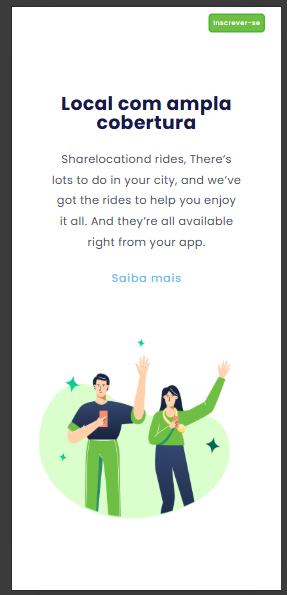 Inscrever-se
Local com ampla
cobertura
Sharelocationd rides, There's
lots to do in your city, and we've
got the rides to help you enjoy
it all. And they're all available
right from your app.
Saiba mais